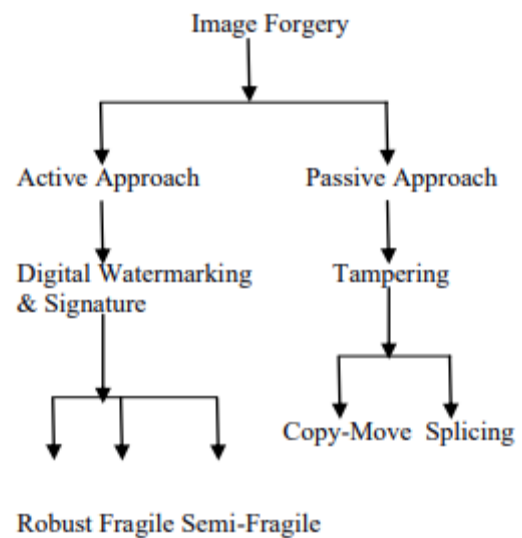 Image Forgery
Active Approach
Passive Approach
Digital Watermarking
& Signature
Tampering
Copy-Move Splicing
Robust Fragile Semi-Fragile